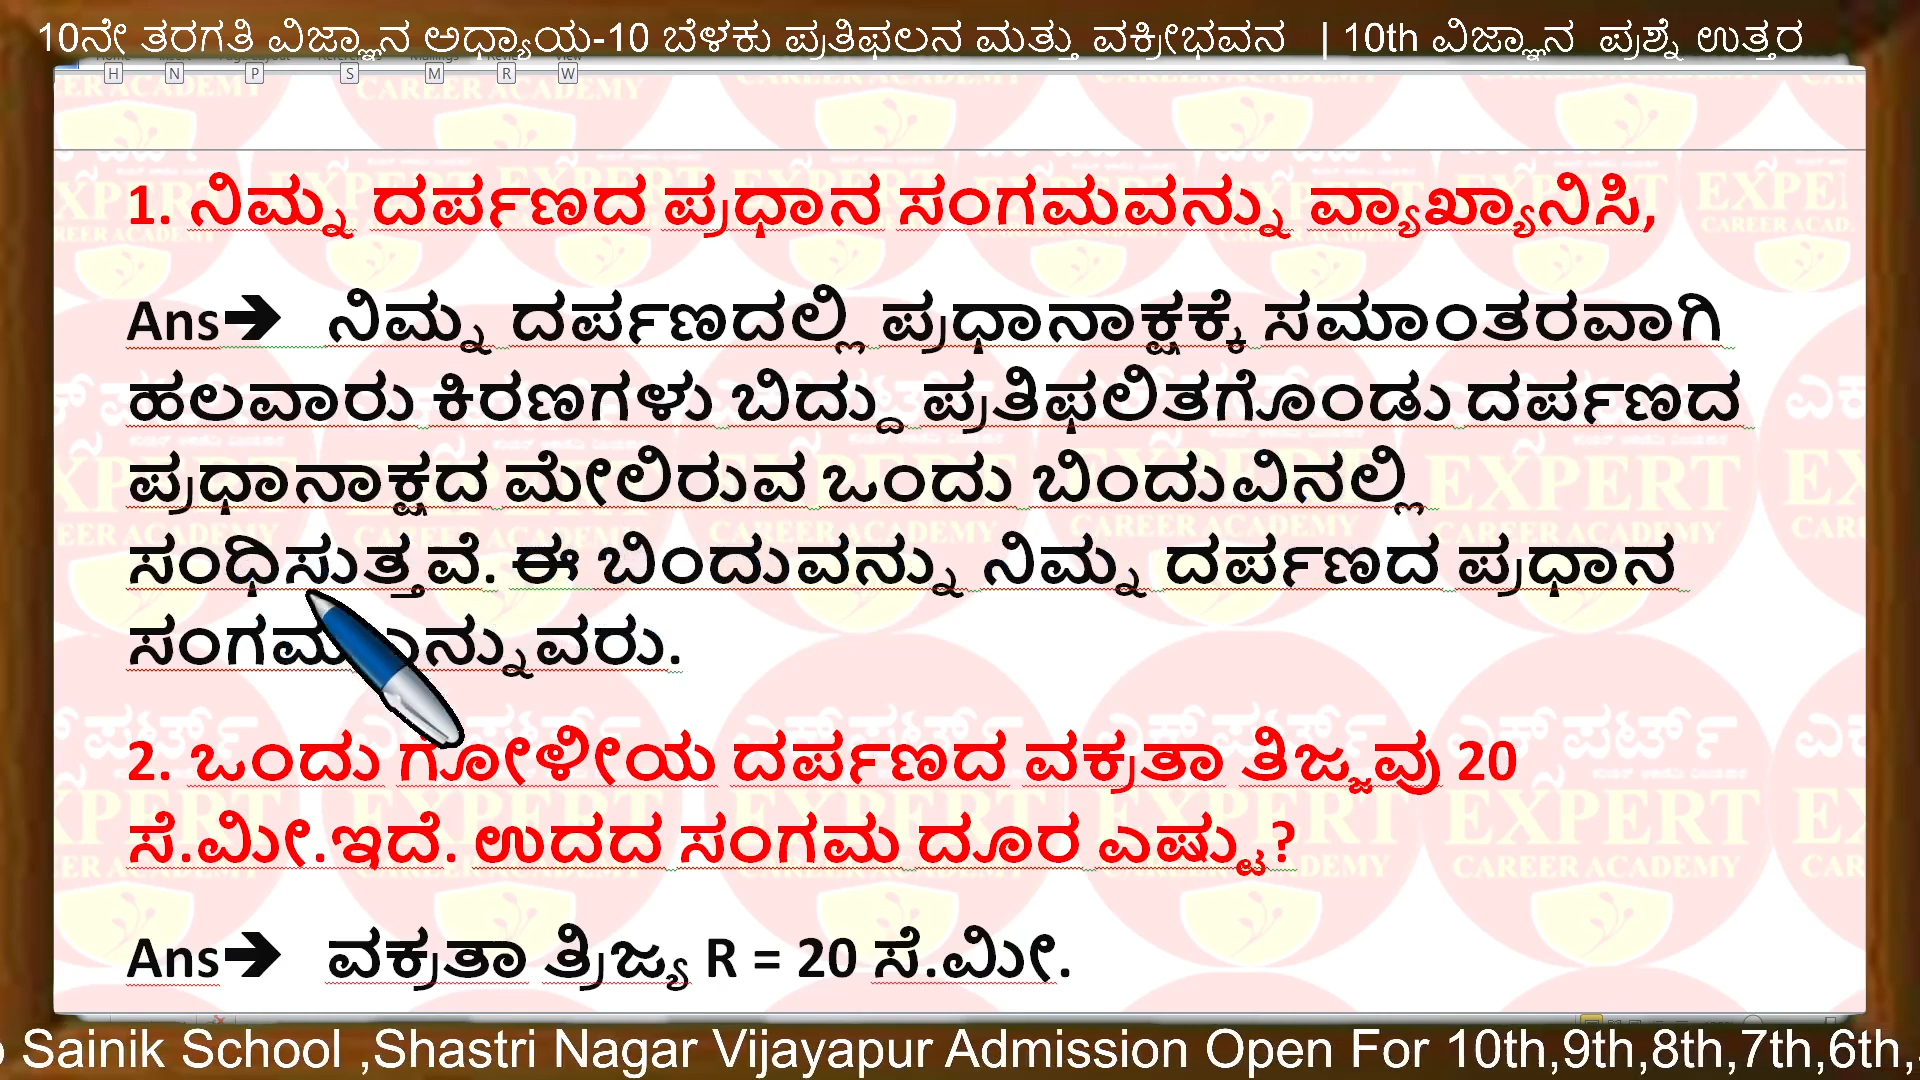 10ನೇ ತರಗತಿ ವಿಜ್ಞಾನ ಅಧ್ಯಾಯ-10 ಬೆಳಕು ಪ್ರತಿಫಲನ ಮತ್ತು ವಕ್ರೀಭವನ | 10th ವಿಜ್ಞಾನ ಪ್ರಶ್ನೆ ಉತ್ತರ
H N P S M R W
1. ನಿಮ್ನ ದರ್ಪಣದ ಪ್ರಧಾನ ಸಂಗಮವನ್ನು ವ್ಯಾಖ್ಯಾನಿಸಿ,
Ans➔ ನಿಮ್ನ ದರ್ಪಣದಲ್ಲಿ ಪ್ರಧಾನಾಕ್ಷಕ್ಕೆ ಸಮಾಂತರವಾಗಿ
ಹಲವಾರು ಕಿರಣಗಳು ಬಿದ್ದು ಪ್ರತಿಫಲಿತಗೊಂಡು ದರ್ಪಣದ
ಪ್ರಧಾನಾಕ್ಷದ ಮೇಲಿರುವ ಒಂದು ಬಿಂದುವಿನಲ್ಲಿ
ಸಂಧಿಸುತ್ತವೆ. ಈ ಬಿಂದುವನ್ನು ನಿಮ್ನ ದರ್ಪಣದ ಪ್ರಧಾನ
ಸಂಗಮ ಎನ್ನುವರು.
2. ಒಂದು ಗೋಳೀಯ ದರ್ಪಣದ ವಕ್ರತಾ ತಿಜ್ಜವು 20
ಸೆ.ಮೀ.ಇದೆ. ಉದದ ಸಂಗಮ ದೂರ ಎಷ್ಟು?
Ans➔ ವಕ್ರತಾ ತ್ರಿಜ್ಯ R = 20 ಸೆ.ಮೀ.
Sainik School ,Shastri Nagar Vijayapur Admission Open For 10th,9th,8th,7th,6th,